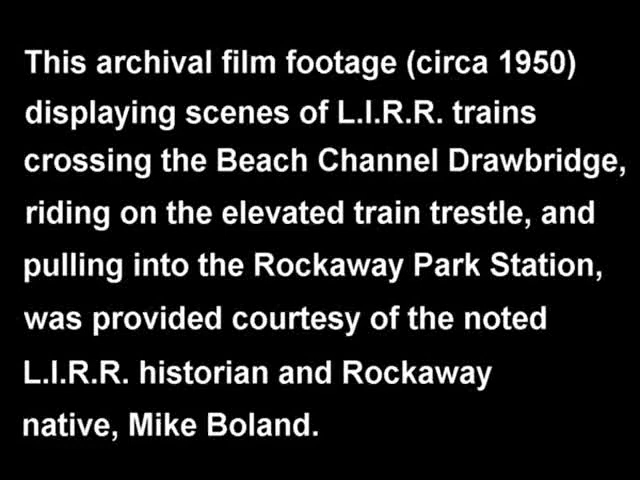 This archival film footage (circa 1950)
displaying scenes of L.I.R.R. trains
crossing the Beach Channel Drawbridge,
riding on the elevated train trestle, and
pulling into the Rockaway Park Station,
was provided courtesy of the noted
L.I.R.R. historian and Rockaway
native, Mike Boland.